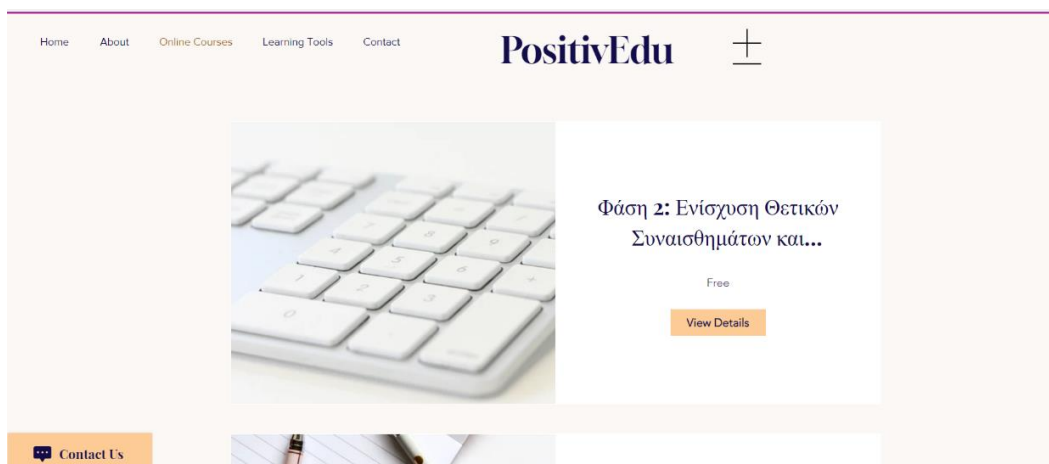 Home About Online Courses Learning Tools Contact
PositivEdu
Φάση 2: Ενίσχυση Θετικών
Συναισθημάτων και...
Free
View Details
Contact Us